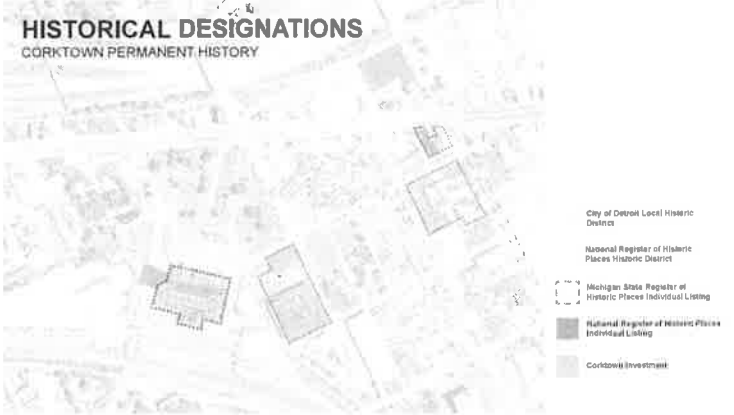 HISTORICAL DESIGNATIONS
CORKTOWN PERMANENT HISTORY
City of Detroit Local Historic
District
National Register of Historic
Places Historic District
Michigan State Register of
Historic Places Individual Listing
National Register of Historic Places
Individual Listing
Corktown Investment